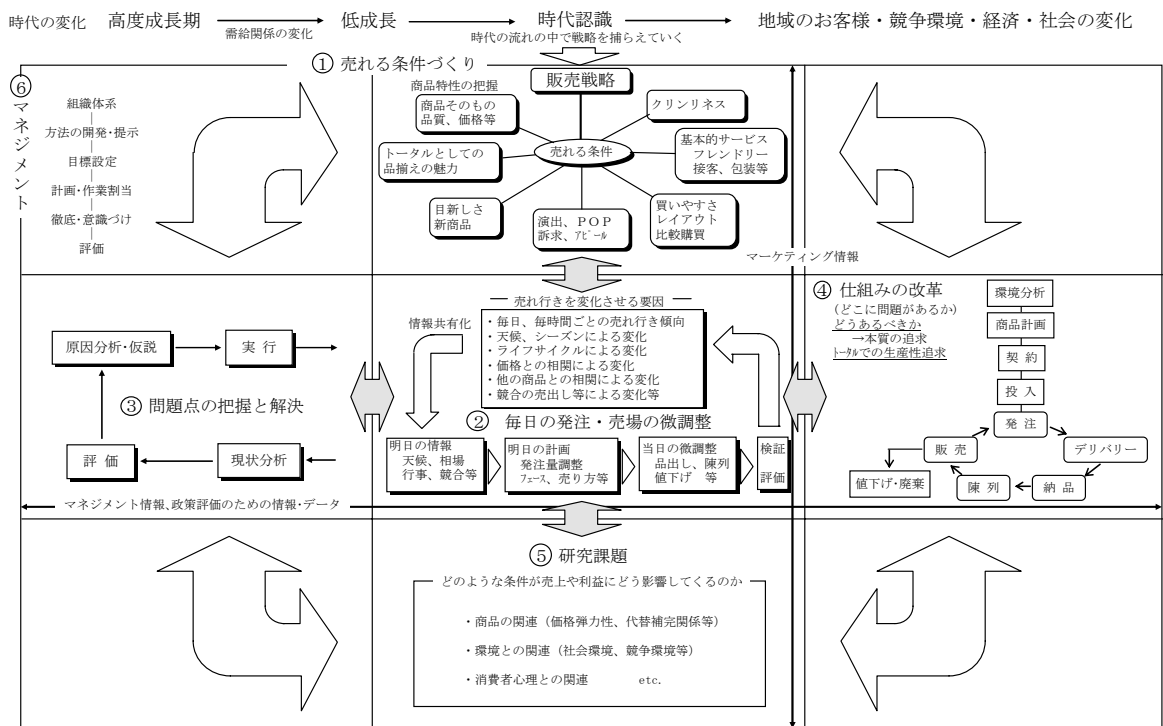 時代の変化
高度成長期
需給関係の変化
低成長
時代認識
時代の流れの中で戦略を捕らえていく
地域のお客様・競争環境・経済・社会の変化
① 売れる条件づくり
販売戦略
商品特性の把握
商品そのもの
品質、価格等
クリンリネス
トータルとしての
品揃えの魅力
売れる条件
基本的サービス
フレンドリー
接客、包装等
目新しさ
新商品
演出、ＰＯＰ
訴求、アピール
買いやすさ
レイアウト
比較購買
⑥
マネジメント
組織体系
方法の開発・提示
目標設定
計画・作業割当
徹底・意識づけ
評価
マーケティング情報
原因分析・仮説
実 行
③ 問題点の把握と解決
評 価
現状分析
売れ行きを変化させる要因
情報共有化
・毎日、毎時間ごとの売れ行き傾向
・天候、シーズンによる変化
・ライフサイクルによる変化
・価格との相関による変化
・他の商品との相関による変化
・競合の売出し等による変化等
② 毎日の発注・売場の微調整
明日の情報
天候、相場
行事、競合等
明日の計画
発注量調整
フェース、売り方等
当日の微調整
品出し、陳列
値下げ 等
検証
評価
④ 仕組みの改革
(どこに問題があるか)
どうあるべきか
→本質の追求
トータルでの生産性追求
環境分析
商品計画
契 約
投 入
発 注
販 売
デリバリー
値下げ・廃棄
陳 列
納 品
マネジメント情報、政策評価のための情報・データ
⑤ 研究課題
どのような条件が売上や利益にどう影響してくるのか
・商品の関連（価格弾力性、代替補完関係等）
・環境との関連（社会環境、競争環境等）
・消費者心理との関連 etc.